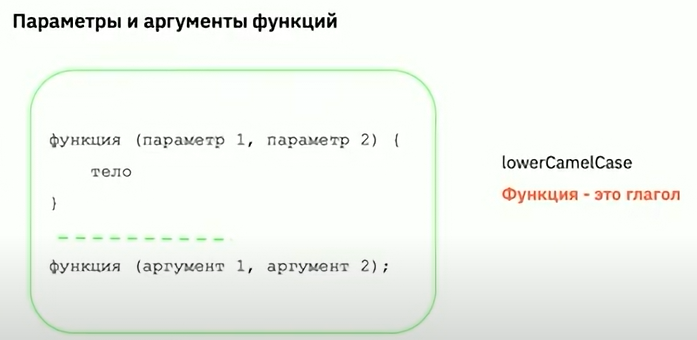 Параметры и аргументы функций
функция (параметр 1, параметр 2) {
тело
}
функция (аргумент 1, аргумент 2);
lowerCamelCase
Функция - это глагол